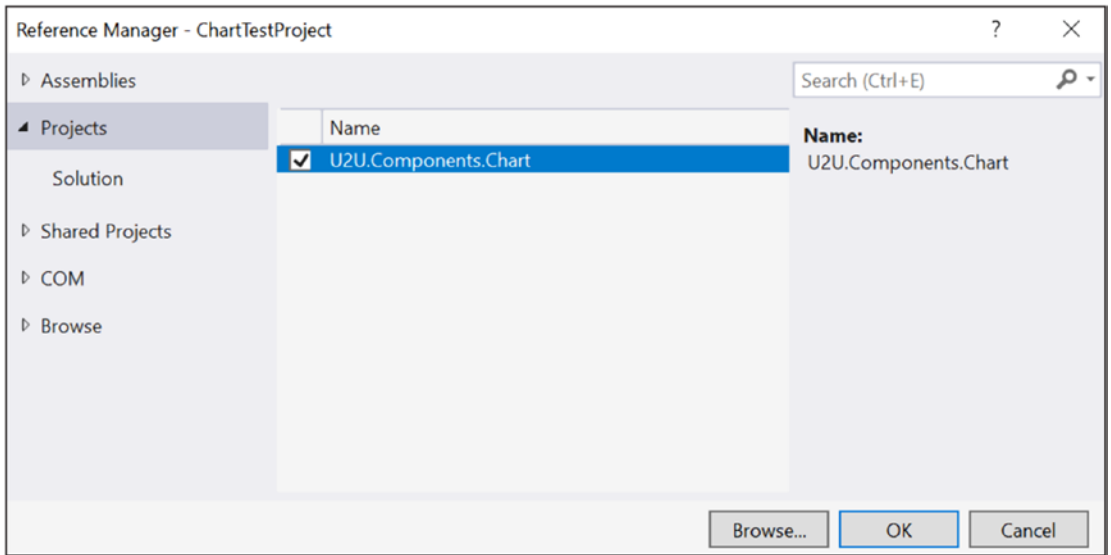 Reference Manager - ChartTestProject
?
Assemblies
Search (Ctrl+E)
Projects
Name
Name:
U2U.Components.Chart
U2U.Components.Chart
Solution
Shared Projects
COM
Browse
Browse...
OK
Cancel